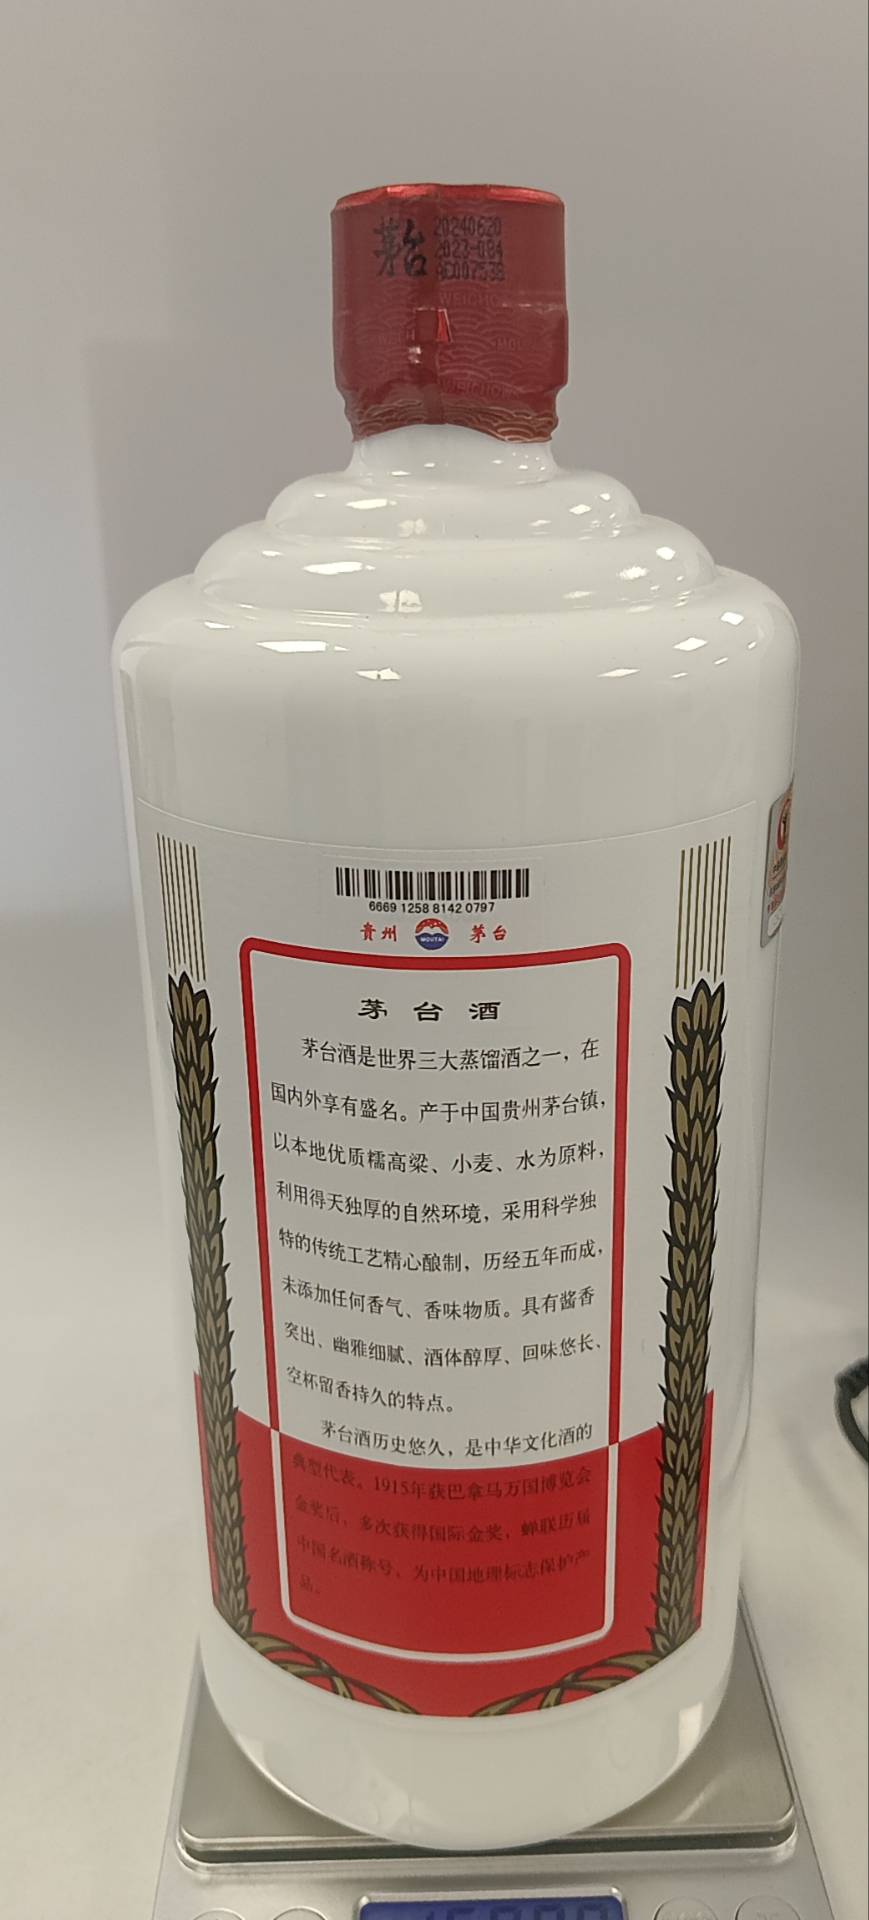 茅台
20240620
2023-084
WEICHOW
MOU
WEICHOW
6669 1258 8142 0797
貴州 MOUTAI 茅台
茅台酒
茅台酒是世界三大蒸馏酒之一，在
国内外享有盛名。产于中国贵州茅台镇，
以本地优质糯高粱、小麦、水为原料，
利用得天独厚的自然环境，采用科学独
特的传统工艺精心酿制，历经五年而成，
未添加任何香气、香味物质。具有酱香
突出、幽雅细腻、酒体醇厚、回味悠长、
空杯留香持久的特点。
茅台酒历史悠久，是中华文化酒的
典型代表。1915年获巴拿马万国博览会
金奖后，多次获得国际金奖，蝉联历届
中国名酒称号、为中国地理标志保护产
品。